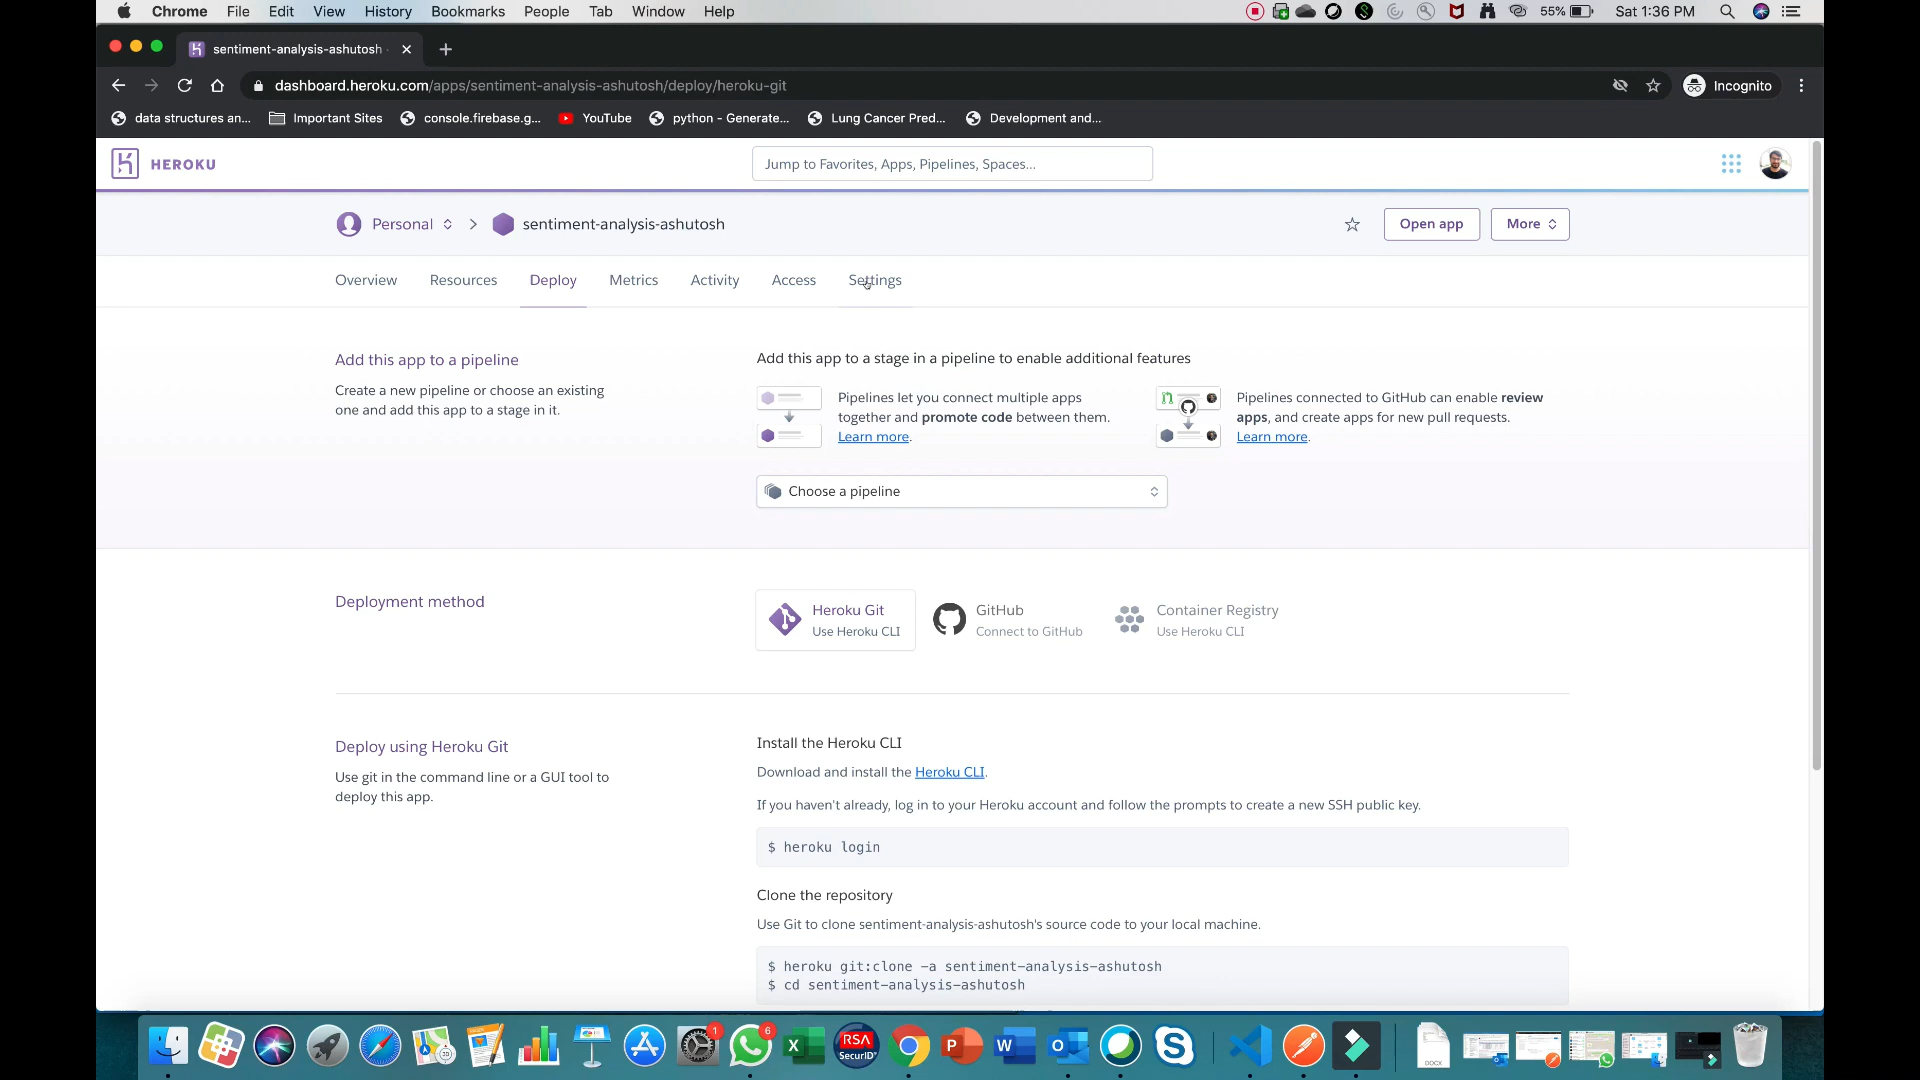 Chrome File Edit View History Bookmarks People Tab Window Help 55% Sat 1:36 PM
sentiment-analysis-ashutosh
dashboard.heroku.com/apps/sentiment-analysis-ashutosh/deploy/heroku-git Incognito
data structures an... Important Sites console.firebase.g... YouTube python - Generate... Lung Cancer Pred... Development and...
HEROKU Jump to Favorites, Apps, Pipelines, Spaces...
Personal sentiment-analysis-ashutosh Open app More
Overview Resources Deploy Metrics Activity Access Settings
Add this app to a pipeline
Create a new pipeline or choose an existing
one and add this app to a stage in it.
Add this app to a stage in a pipeline to enable additional features
Pipelines let you connect multiple apps
together and promote code between them.
Learn more.
Pipelines connected to GitHub can enable review
apps, and create apps for new pull requests.
Learn more.
Choose a pipeline
Deployment method
Heroku Git
Use Heroku CLI
GitHub
Connect to GitHub
Container Registry
Use Heroku CLI
Deploy using Heroku Git
Use git in the command line or a GUI tool to
deploy this app.
Install the Heroku CLI
Download and install the Heroku CLI.
If you haven't already, log in to your Heroku account and follow the prompts to create a new SSH public key.
$ heroku login
Clone the repository
Use Git to clone sentiment-analysis-ashutosh's source code to your local machine.
$ heroku git:clone -a sentiment-analysis-ashutosh
$ cd sentiment-analysis-ashutosh
1
6
RSA
SecurID
DOCX